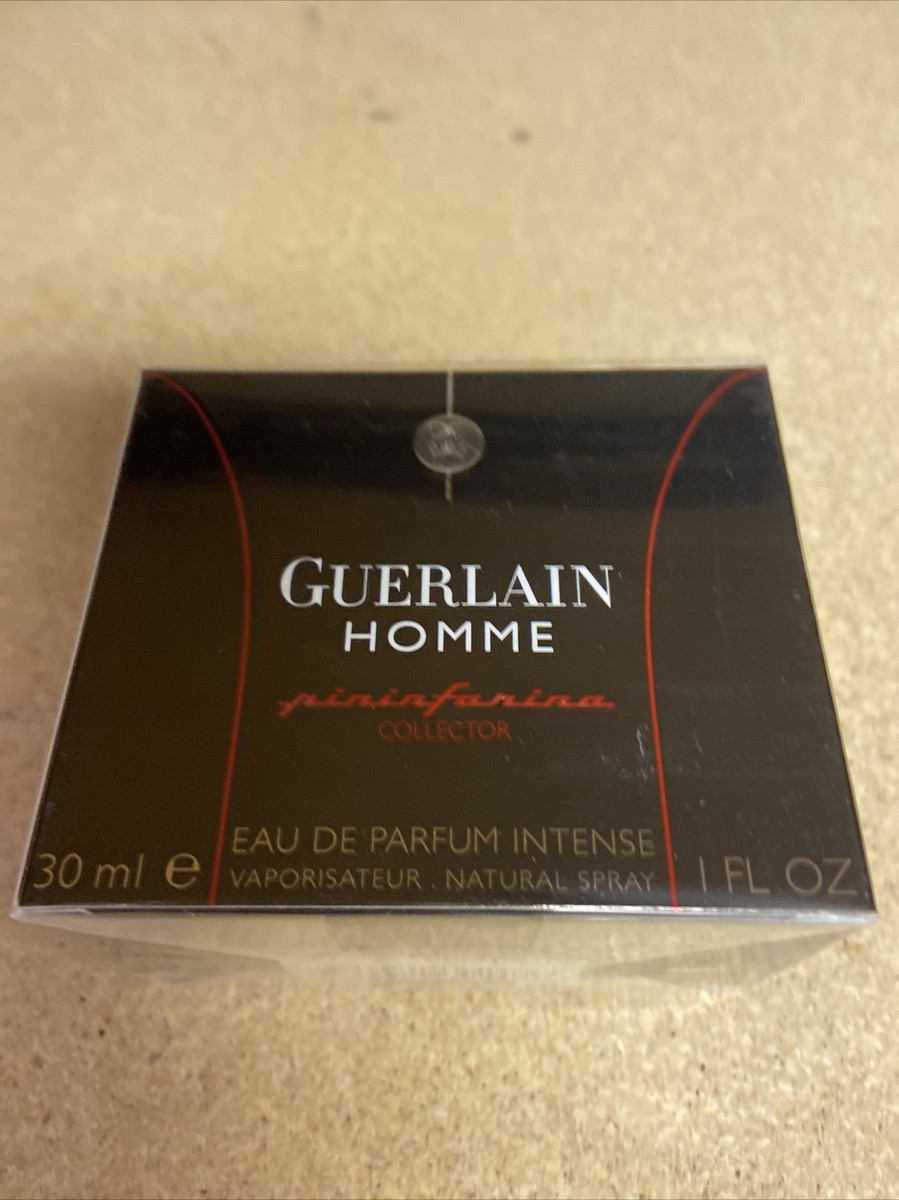 GUERLAIN
HOMME
pininfarina
COLLECTOR
EAU DE PARFUM INTENSE
30 ml e VAPORISATEUR . NATURAL SPRAY 1 FL OZ